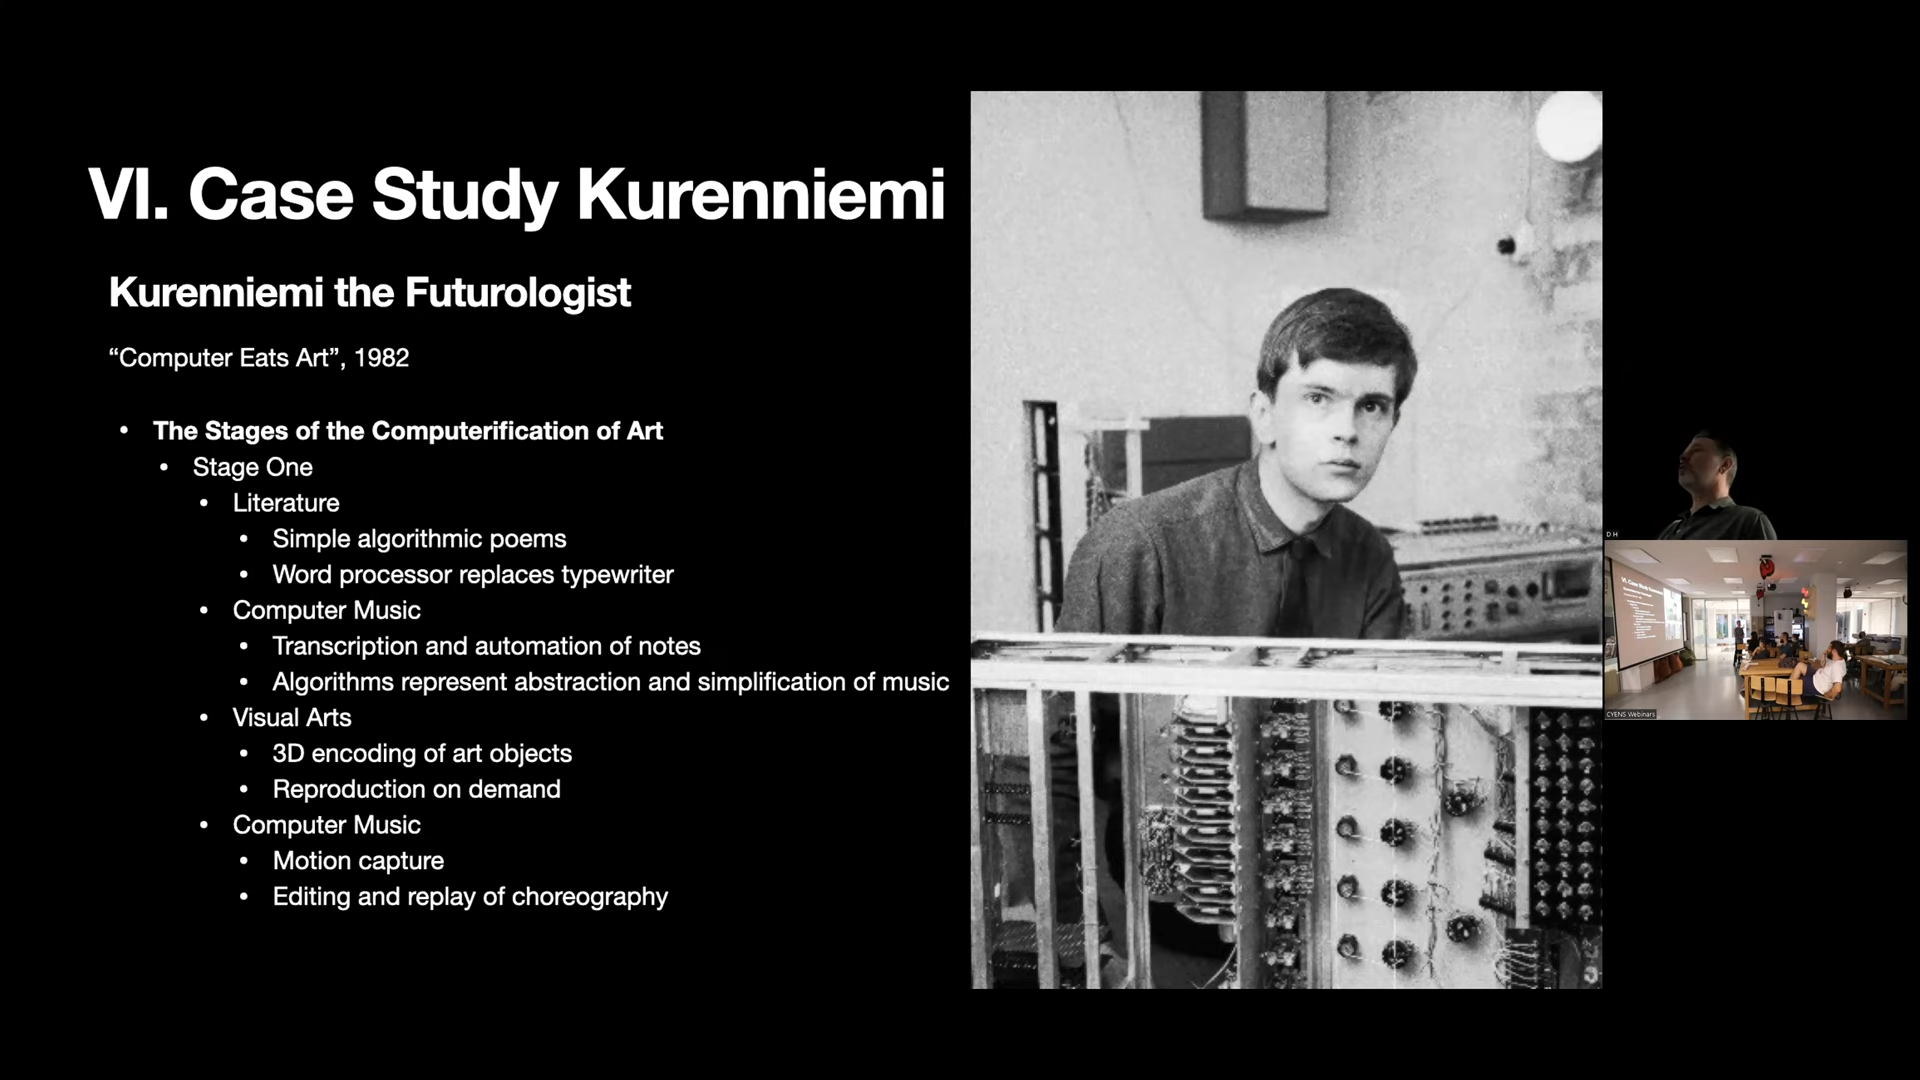 VI. Case Study Kurenniemi
Kurenniemi the Futurologist
“Computer Eats Art”, 1982
• The Stages of the Computerification of Art
• Stage One
• Literature
• Simple algorithmic poems
• Word processor replaces typewriter
• Computer Music
• Transcription and automation of notes
• Algorithms represent abstraction and simplification of music
• Visual Arts
• 3D encoding of art objects
• Reproduction on demand
• Computer Music
• Motion capture
• Editing and replay of choreography
D H
CYENS Webinars